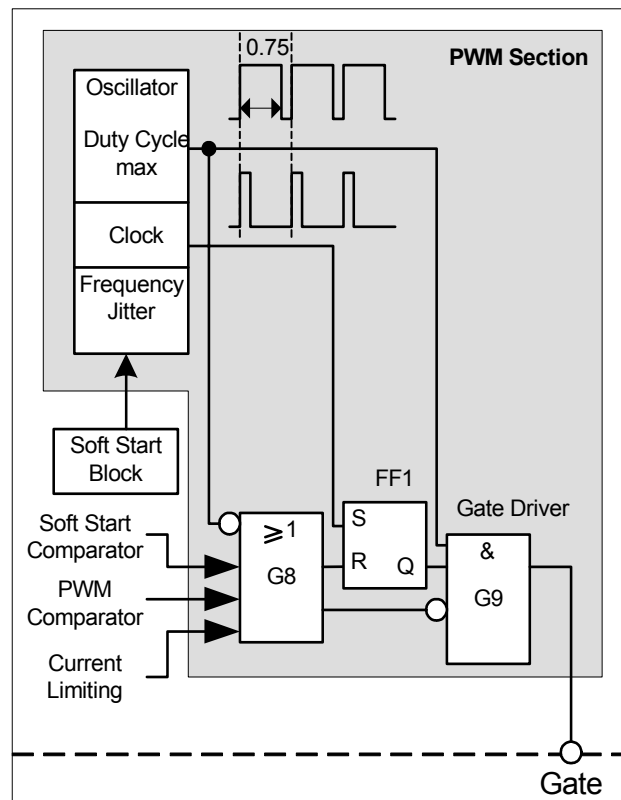 0.75
PWM Section
Oscillator
Duty Cycle
max
Clock
Frequency
Jitter
Soft Start
Block
FF1
Gate Driver
Soft Start
Comparator
PWM
Comparator
Current
Limiting
≥1
G8
S
R
Q
&
G9
Gate